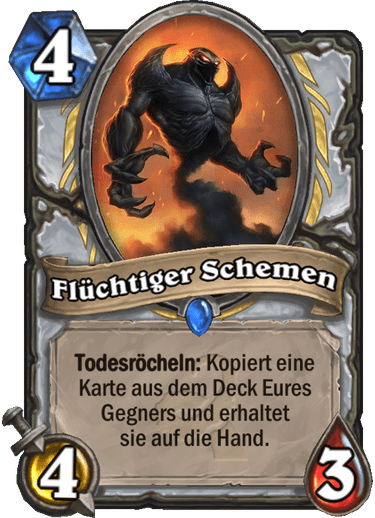 4
Flüchtiger Schemen
Todesröcheln: Kopiert eine
Karte aus dem Deck Eures
Gegners und erhaltet
sie auf die Hand.
4
3